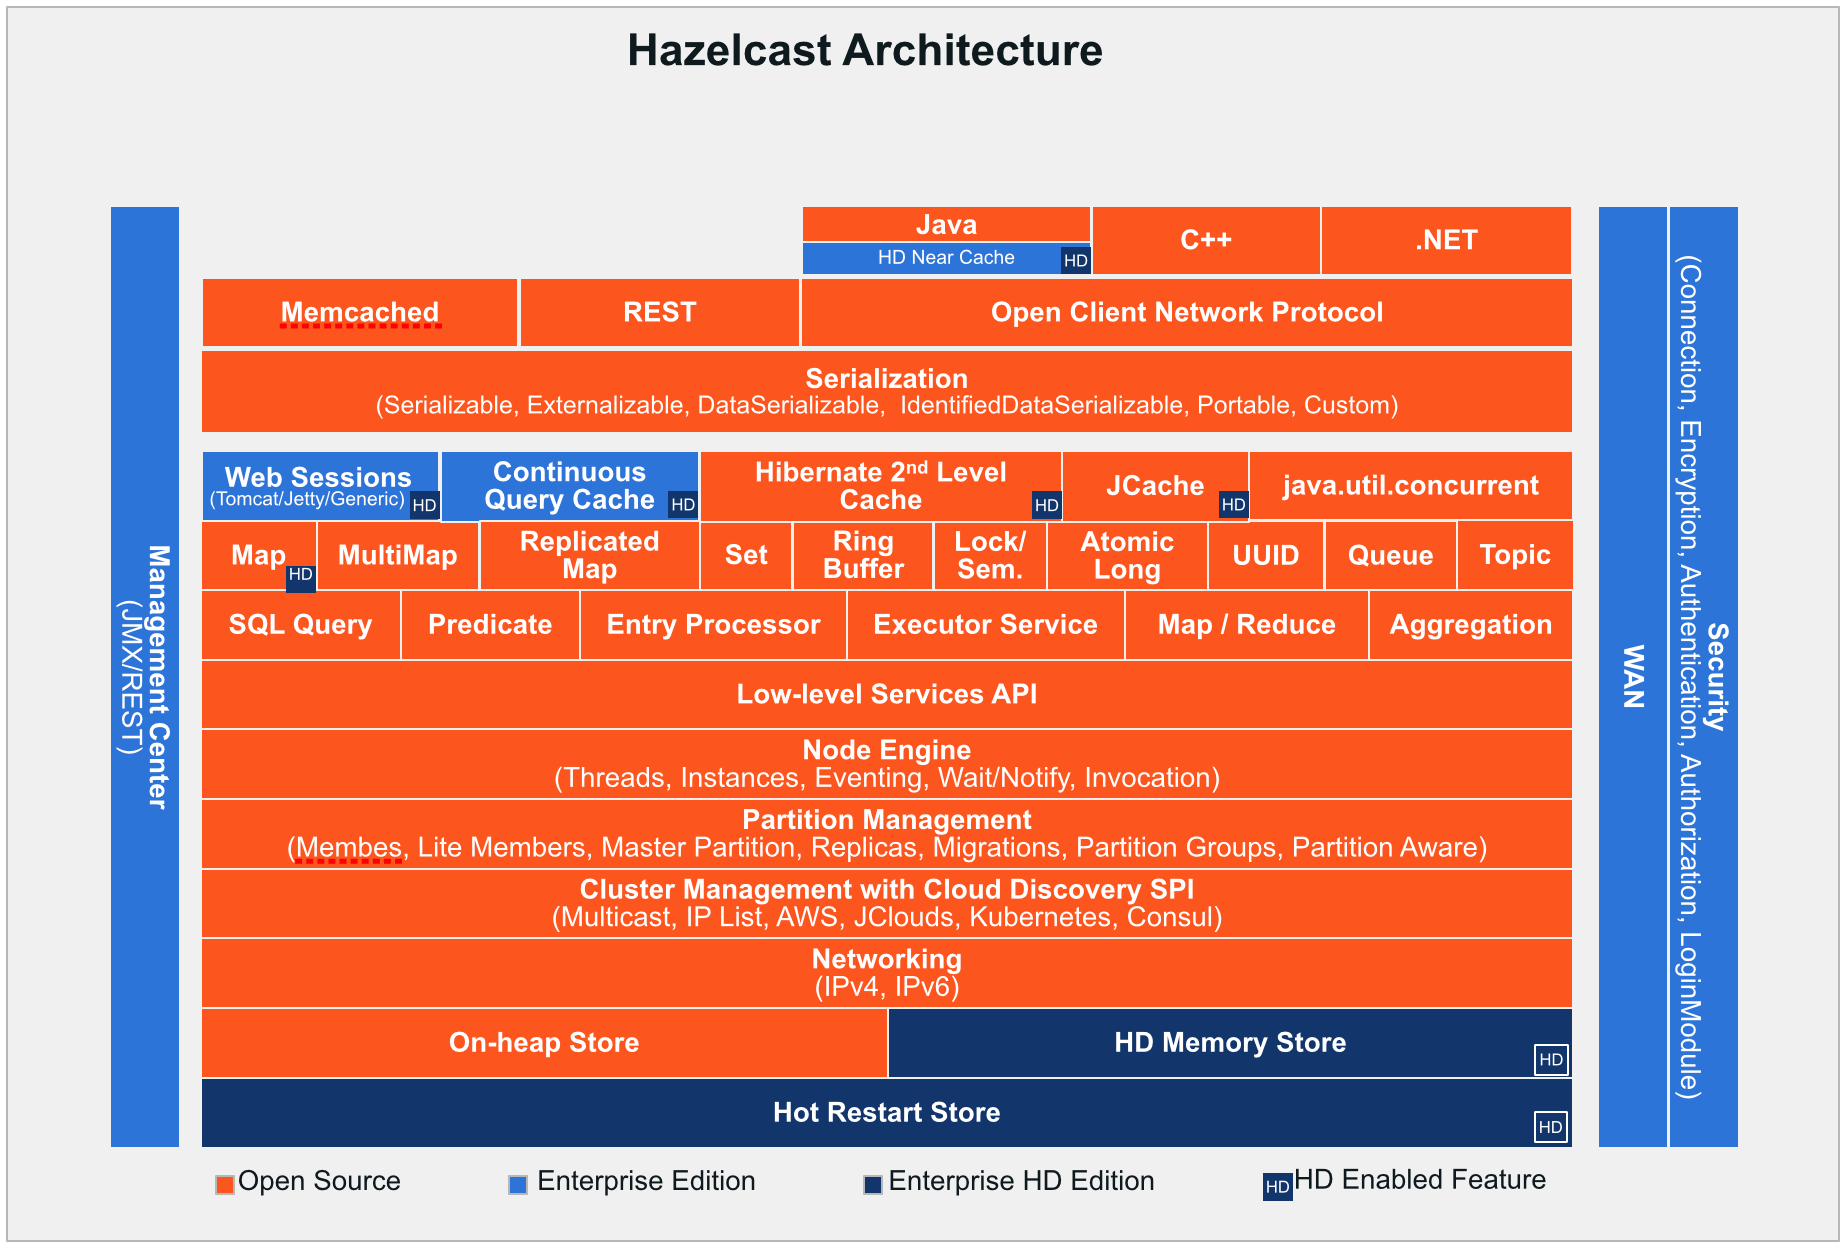 Hazelcast Architecture
Java
HD Near Cache
HD
C++
.NET
Memcached
REST
Open Client Network Protocol
Serialization
(Serializable, Externalizable, DataSerializable,  IdentifiedDataSerializable, Portable, Custom)
Web Sessions
(Tomcat/Jetty/Generic)
HD
Continuous
Query Cache
HD
Hibernate 2nd Level
Cache
HD
JCache
HD
java.util.concurrent
Map
HD
MultiMap
Replicated
Map
Set
Ring
Buffer
Lock/
Sem.
Atomic
Long
UUID
Queue
Topic
SQL Query
Predicate
Entry Processor
Executor Service
Map / Reduce
Aggregation
Low-level Services API
Node Engine
(Threads, Instances, Eventing, Wait/Notify, Invocation)
Partition Management
(Membes, Lite Members, Master Partition, Replicas, Migrations, Partition Groups, Partition Aware)
Cluster Management with Cloud Discovery SPI
(Multicast, IP List, AWS, JClouds, Kubernetes, Consul)
Networking
(IPv4, IPv6)
On-heap Store
HD Memory Store
HD
Hot Restart Store
HD
Management Center
(JMX/REST)
WAN
Security
(Connection, Encryption, Authentication, Authorization, LoginModule)
Open Source
Enterprise Edition
Enterprise HD Edition
HD
HD Enabled Feature